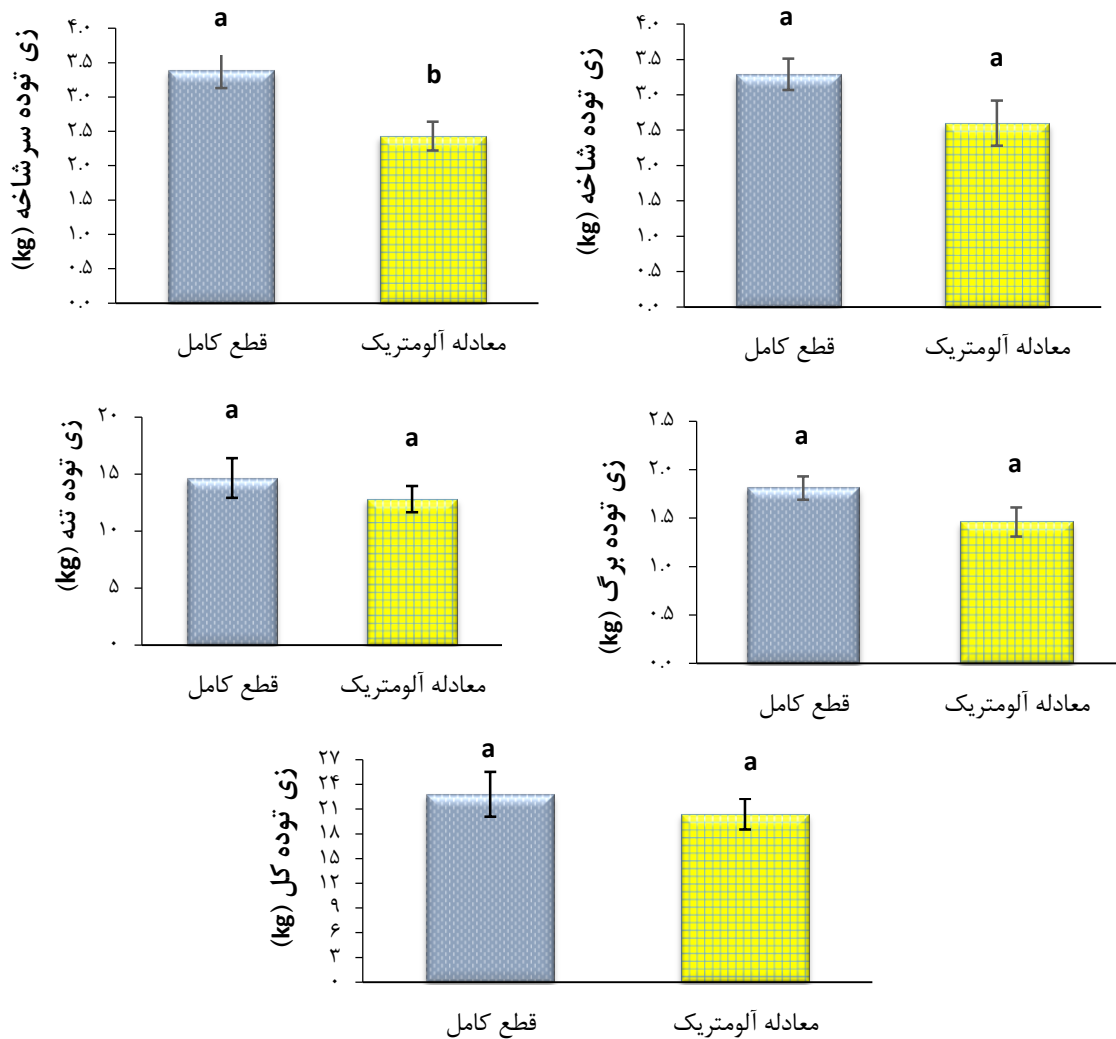 زی توده سرشاخه (kg)
۴.۰
۳.۵
۳.۰
۲.۵
۲.۰
۱.۵
۱.۰
۰.۵
۰.۰
a
b
قطع کامل
معادله آلومتریک
زی توده شاخه (kg)
۴.۰
۳.۵
۳.۰
۲.۵
۲.۰
۱.۵
۱.۰
۰.۵
۰.۰
a
a
قطع کامل
معادله آلومتریک
زی توده تنه (kg)
۲۰
۱۵
۱۰
۵
۰
a
a
قطع کامل
معادله آلومتریک
زی توده برگ (kg)
۲.۵
۲.۰
۱.۵
۱.۰
۰.۵
۰.۰
a
a
قطع کامل
معادله آلومتریک
زی توده کل (kg)
۲۷
۲۴
۲۱
۱۸
۱۵
۱۲
۹
۶
۳
۰
a
a
قطع کامل
معادله آلومتریک